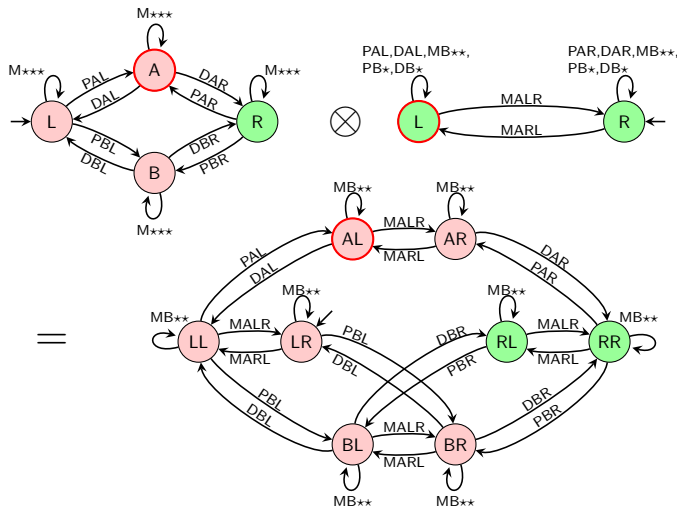 M⋆⋆⋆
A
M⋆⋆⋆
PAL
DAL
DAR
PAR
M⋆⋆⋆
L
R
PBL
DBL
DBR
PBR
B
M⋆⋆⋆
⊗
PAL,DAL,MB⋆⋆,
PB⋆,DB⋆
PAR,DAR,MB⋆⋆,
PB⋆,DB⋆
L
MALR
MARL
R
=
MB⋆⋆
MB⋆⋆
AL
MALR
MARL
AR
PAL
DAL
DAR
PAR
MB⋆⋆
MB⋆⋆
MB⋆⋆
MB⋆⋆
LL
MALR
MARL
LR
PBL
DBL
DBR
PBR
RL
MALR
MARL
RR
PBL
DBL
DBR
PBR
BL
MALR
MARL
BR
MB⋆⋆
MB⋆⋆